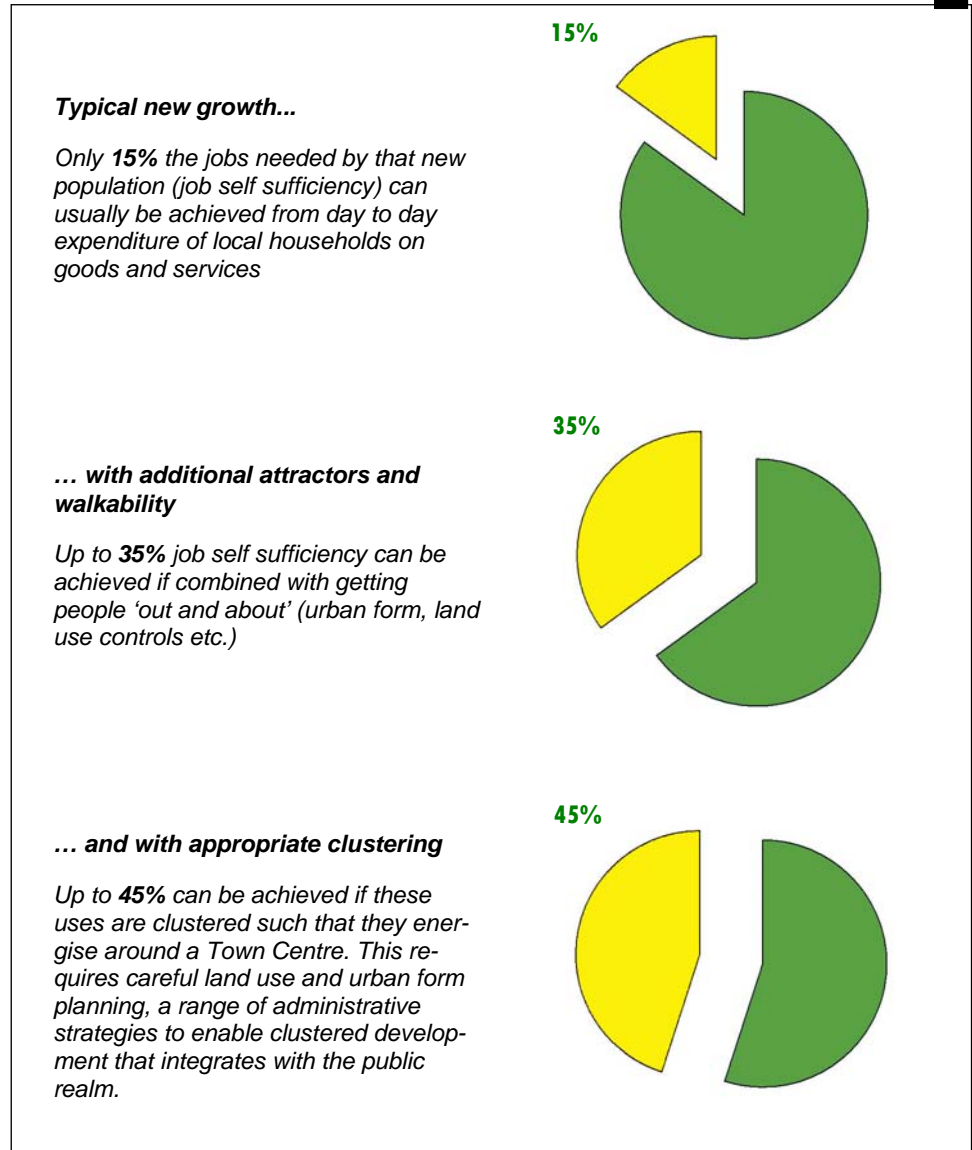 15%
Typical new growth...
Only 15% the jobs needed by that new
population (job self sufficiency) can
usually be achieved from day to day
expenditure of local households on
goods and services
35%
… with additional attractors and
walkability
Up to 35% job self sufficiency can be
achieved if combined with getting
people ‘out and about’ (urban form, land
use controls etc.)
45%
… and with appropriate clustering
Up to 45% can be achieved if these
uses are clustered such that they ener-
gise around a Town Centre. This re-
quires careful land use and urban form
planning, a range of administrative
strategies to enable clustered develop-
ment that integrates with the public
realm.